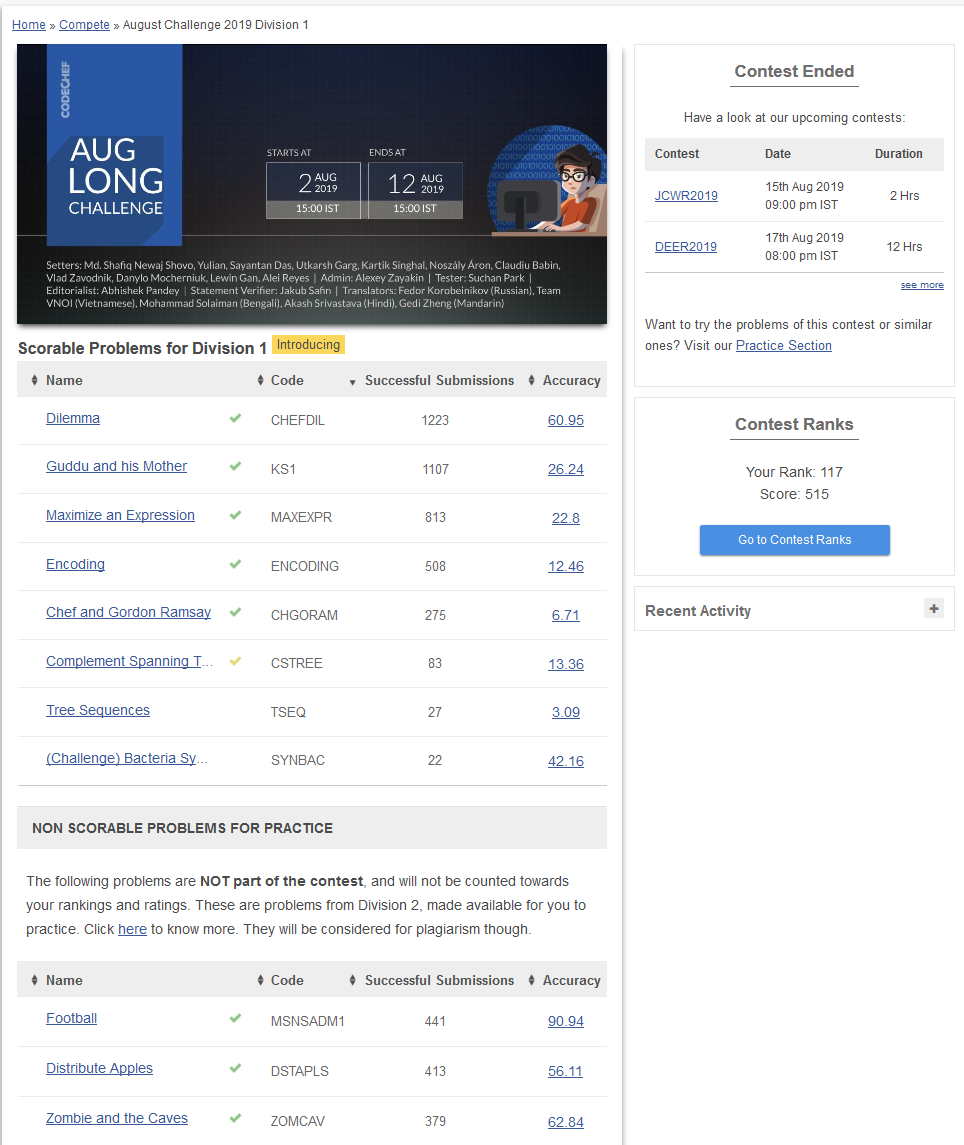 Home » Compete » August Challenge 2019 Division 1
CODECHEF
AUG
LONG
CHALLENGE
STARTS AT
2 AUG 2019
15:00 IST
ENDS AT
12 AUG 2019
15:00 IST
Setters: Md. Shafiq Newaj Shovo, Yulian, Sayantan Das, Utkarsh Garg, Kartik Singhal, Noszály Áron, Claudiu Babin,
Vlad Zavodnik, Danylo Mocherniuk, Lewin Gan, Alei Reyes | Admin: Alexey Zayakin | Tester: Suchan Park |
Editorialist: Abhishek Pandey | Statement Verifier: Jakub Safin | Translators: Fedor Korobeinikov (Russian), Team
VNOI (Vietnamese), Mohammad Solaiman (Bengali), Akash Srivastava (Hindi), Gedi Zheng (Mandarin)
Scorable Problems for Division 1 Introducing
Name Code Successful Submissions Accuracy
Dilemma CHEFDIL 1223 60.95
Guddu and his Mother KS1 1107 26.24
Maximize an Expression MAXEXPR 813 22.8
Encoding ENCODING 508 12.46
Chef and Gordon Ramsay CHGORAM 275 6.71
Complement Spanning T... CSTREE 83 13.36
Tree Sequences TSEQ 27 3.09
(Challenge) Bacteria Sy... SYNBAC 22 42.16
NON SCORABLE PROBLEMS FOR PRACTICE
The following problems are NOT part of the contest, and will not be counted towards
your rankings and ratings. These are problems from Division 2, made available for you to
practice. Click here to know more. They will be considered for plagiarism though.
Name Code Successful Submissions Accuracy
Football MSNSADM1 441 90.94
Distribute Apples DSTAPLS 413 56.11
Zombie and the Caves ZOMCAV 379 62.84
Contest Ended
Have a look at our upcoming contests:
Contest Date Duration
JCWR2019 15th Aug 2019 09:00 pm IST 2 Hrs
DEER2019 17th Aug 2019 08:00 pm IST 12 Hrs
see more
Want to try the problems of this contest or similar
ones? Visit our Practice Section
Contest Ranks
Your Rank: 117
Score: 515
Go to Contest Ranks
Recent Activity +